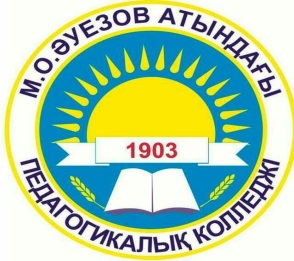 М.О.ӘУЕЗОВ АТЫНДАҒЫ
1903
ПЕДАГОГИКАЛЫҚ КОЛЛЕДЖІ